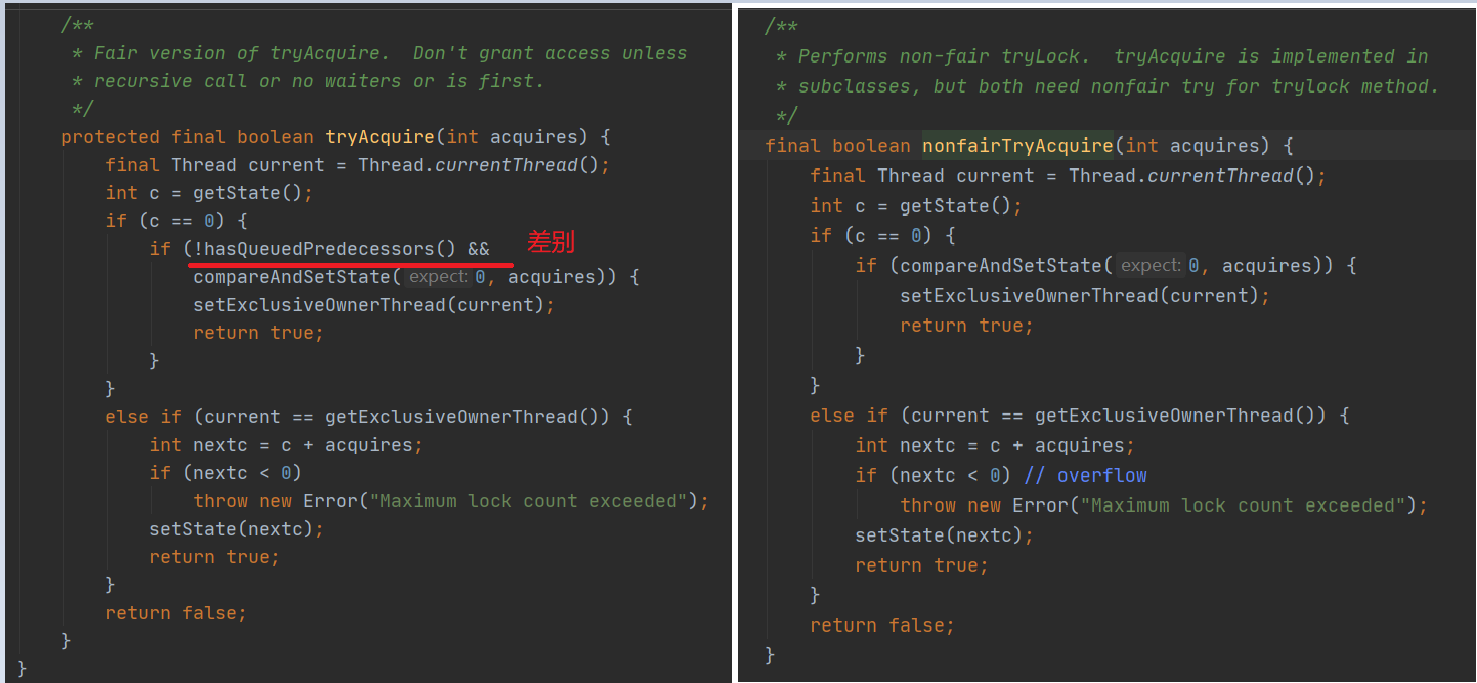 /**
* Fair version of tryAcquire.  Don't grant access unless
* recursive call or no waiters or is first.
*/
protected final boolean tryAcquire(int acquires) {
final Thread current = Thread.currentThread();
int c = getState();
if (c == 0) {
if (!hasQueuedPredecessors() && 差别
compareAndSetState( expect: 0, acquires)) {
setExclusiveOwnerThread(current);
return true;
}
}
else if (current == getExclusiveOwnerThread()) {
int nextc = c + acquires;
if (nextc < 0)
throw new Error("Maximum lock count exceeded");
setState(nextc);
return true;
}
return false;
}
}
/**
* Performs non-fair tryLock.  tryAcquire is implemented in
* subclasses, but both need nonfair try for trylock method.
*/
final boolean nonfairTryAcquire(int acquires) {
final Thread current = Thread.currentThread();
int c = getState();
if (c == 0) {
if (compareAndSetState( expect: 0, acquires)) {
setExclusiveOwnerThread(current);
return true;
}
}
else if (current == getExclusiveOwnerThread()) {
int nextc = c + acquires;
if (nextc < 0) // overflow
throw new Error("Maximum lock count exceeded");
setState(nextc);
return true;
}
return false;
}